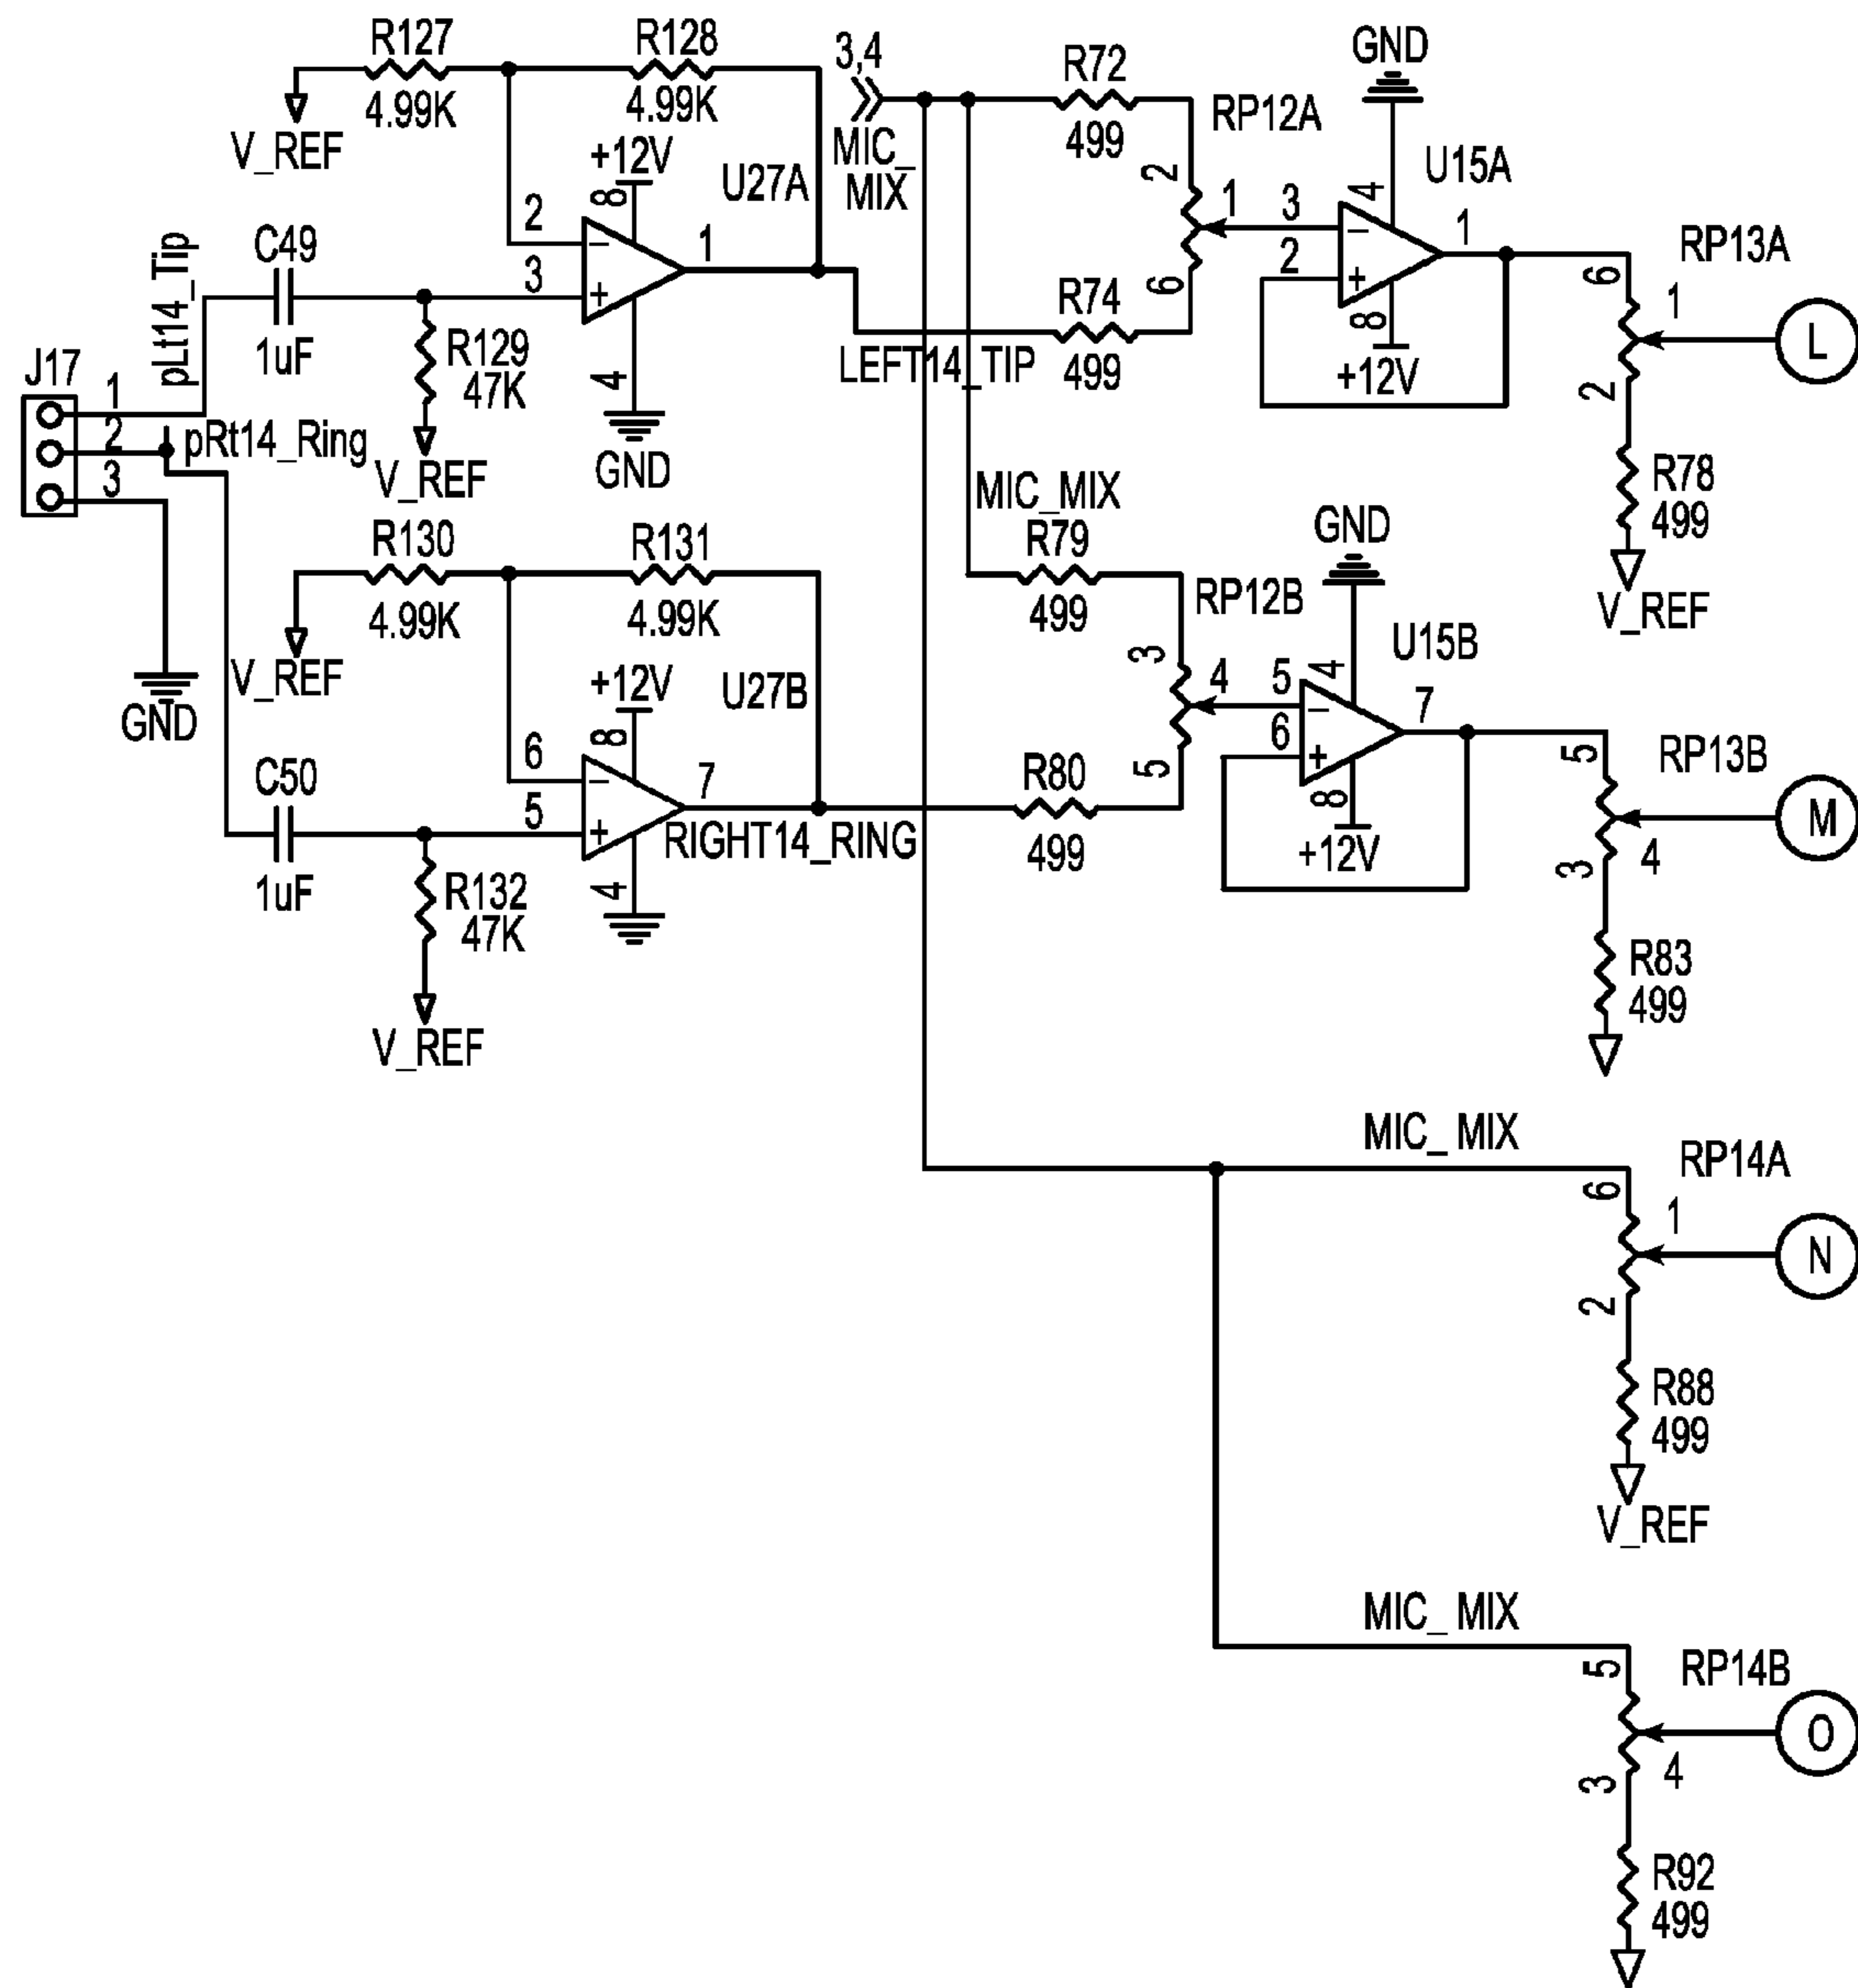 R127
4.99K
V_REF
R128
4.99K
+12V
8
U27A
2
3
1
4
GND
pLt14_Tip
C49
1uF
R129
47K
V_REF
J17
1
2
3
pRt14_Ring
GND
3,4
MIC_
MIX
R72
499
RP12A
2
1
6
R74
499
LEFT14_TIP
GND
4
U15A
3
2
1
8
+12V
RP13A
6
1
2
L
R78
499
V_REF
R130
4.99K
V_REF
R131
4.99K
+12V
8
U27B
6
5
7
4
RIGHT14_RING
C50
1uF
R132
47K
V_REF
MIC_MIX
R79
499
RP12B
3
4
5
R80
499
GND
4
U15B
5
6
7
8
+12V
RP13B
5
4
3
M
R83
499
MIC_ MIX
RP14A
6
1
2
N
R88
499
V_REF
MIC_ MIX
RP14B
5
4
3
O
R92
499
− 
+
−
+
−
+
−
+